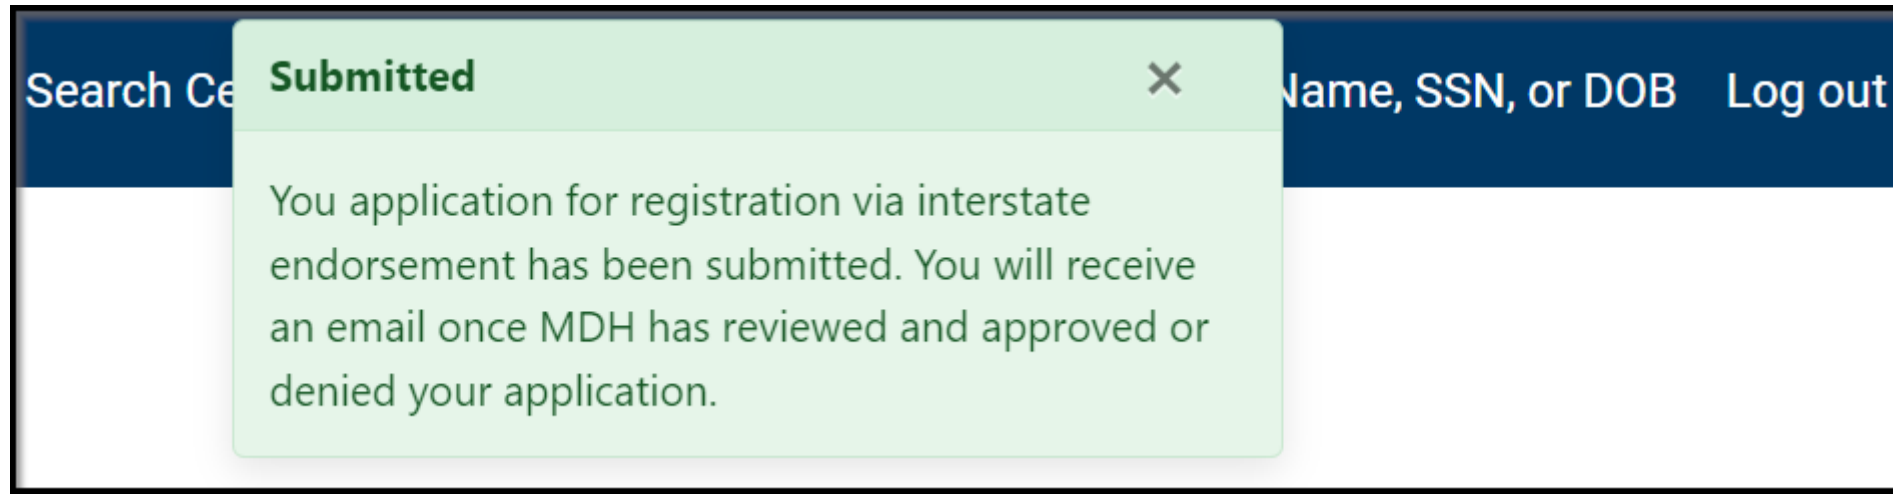 Search Ce
Submitted
Name, SSN, or DOB
Log out
You application for registration via interstate
endorsement has been submitted. You will receive
an email once MDH has reviewed and approved or
denied your application.